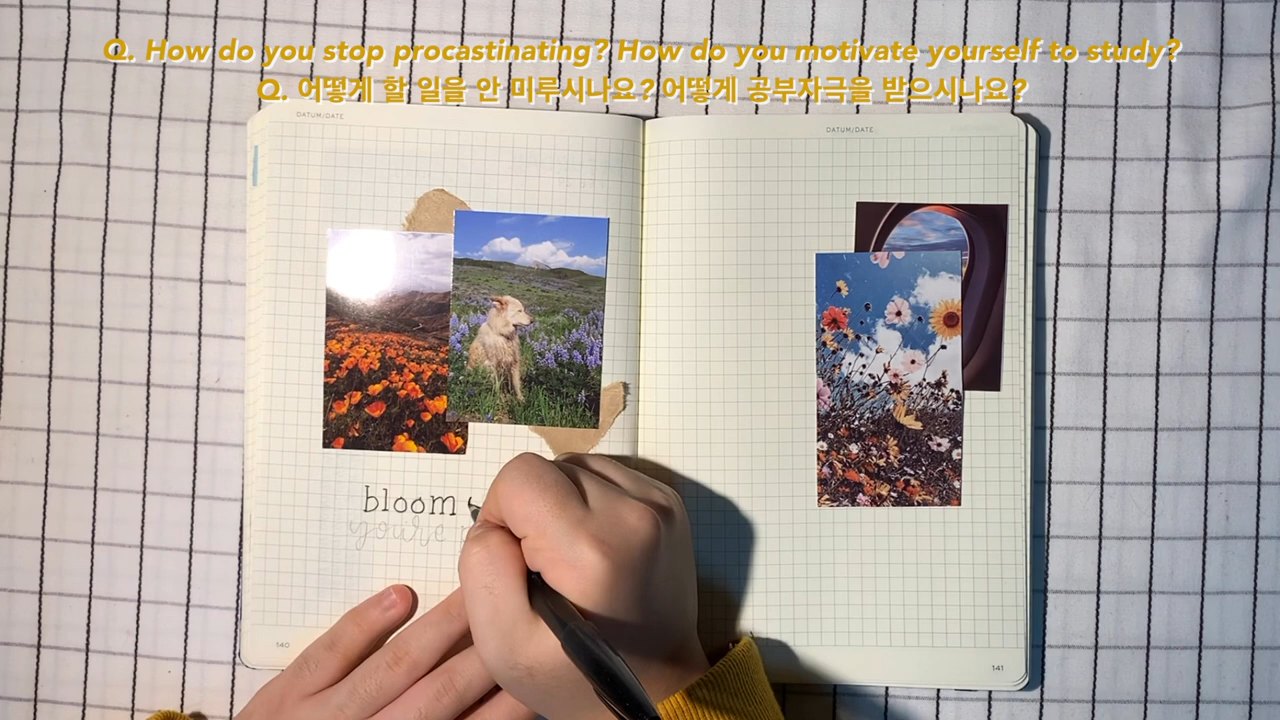 Q. How do you stop procastinating? How do you motivate yourself to study?
Q. 어떻게 할 일을 안 미루시나요? 어떻게 공부자극을 받으시나요?
DATUM/DATE
DATUM/DATE
bloom
you're
140
141